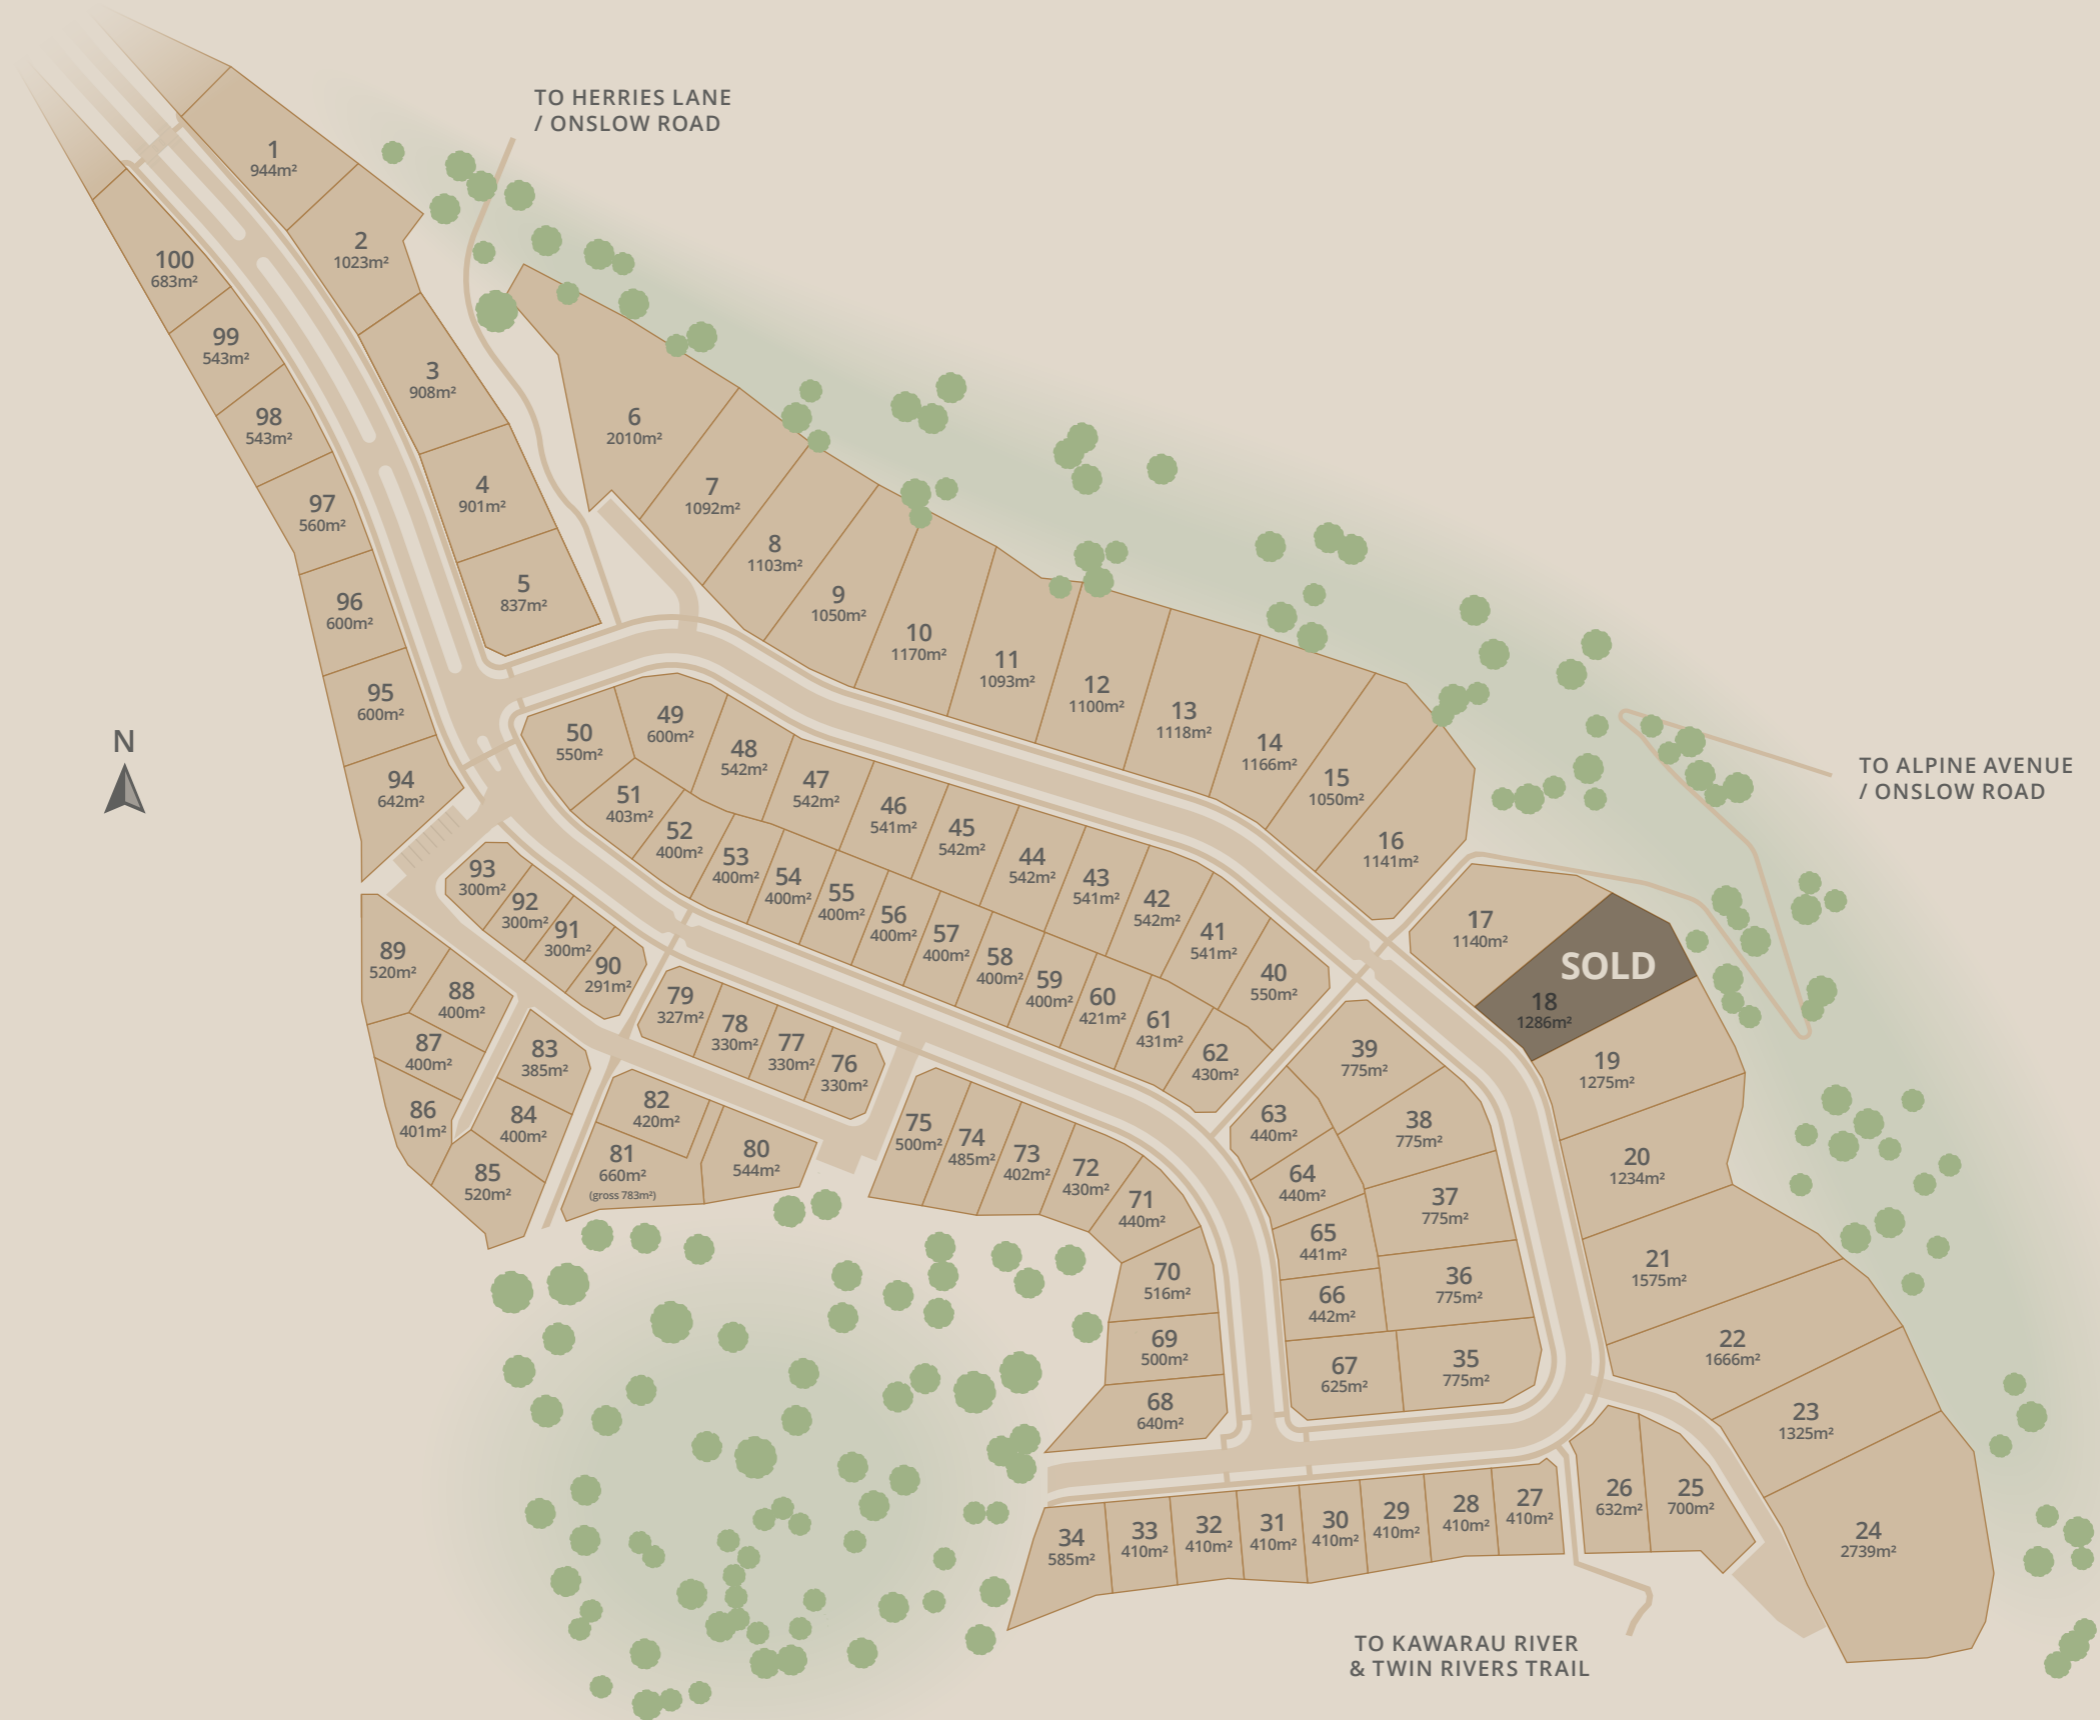 TO HERRIES LANE
/ ONSLOW ROAD
1
944m²
2
1023m²
3
908m²
4
901m²
5
837m²
6
2010m²
7
1092m²
8
1103m²
9
1050m²
10
1170m²
11
1093m²
12
1100m²
13
1118m²
14
1166m²
15
1050m²
16
1141m²
17
1140m²
SOLD
18
1286m²
19
1275m²
20
1234m²
21
1575m²
22
1666m²
23
1325m²
24
2739m²
25
700m²
26
632m²
27
410m²
28
410m²
29
410m²
30
410m²
31
410m²
32
410m²
33
410m²
34
585m²
35
775m²
36
775m²
37
775m²
38
775m²
39
775m²
40
550m²
41
541m²
42
542m²
43
541m²
44
542m²
45
542m²
46
541m²
47
542m²
48
542m²
49
600m²
50
550m²
51
403m²
52
400m²
53
400m²
54
400m²
55
400m²
56
400m²
57
400m²
58
400m²
59
400m²
60
421m²
61
431m²
62
430m²
63
440m²
64
440m²
65
441m²
66
442m²
67
625m²
68
640m²
69
500m²
70
516m²
71
440m²
72
430m²
73
402m²
74
485m²
75
500m²
76
330m²
77
330m²
78
330m²
79
327m²
80
544m²
81
660m²
(gross 783m²)
82
420m²
83
385m²
84
400m²
85
520m²
86
401m²
87
400m²
88
400m²
89
520m²
90
291m²
91
300m²
92
300m²
93
300m²
94
642m²
95
600m²
96
600m²
97
560m²
98
543m²
99
543m²
100
683m²
N
TO ALPINE AVENUE
/ ONSLOW ROAD
TO KAWARAU RIVER
& TWIN RIVERS TRAIL